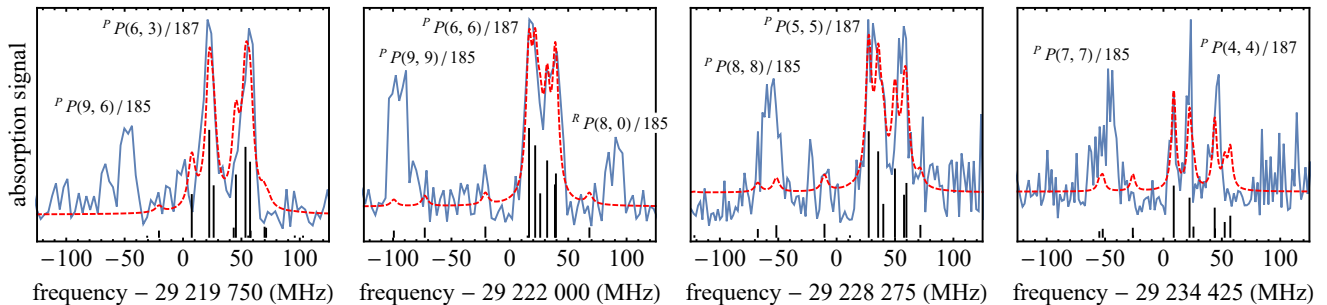 absorption signal
P P(6, 3)/187
P P(9, 6)/185
−100 −50 0 50 100
frequency − 29 219 750 (MHz)
P P(6, 6)/187
P P(9, 9)/185
R P(8, 0)/185
−100 −50 0 50 100
frequency − 29 222 000 (MHz)
P P(5, 5)/187
P P(8, 8)/185
−100 −50 0 50 100
frequency − 29 228 275 (MHz)
P P(7, 7)/185
P P(4, 4)/187
−100 −50 0 50 100
frequency − 29 234 425 (MHz)